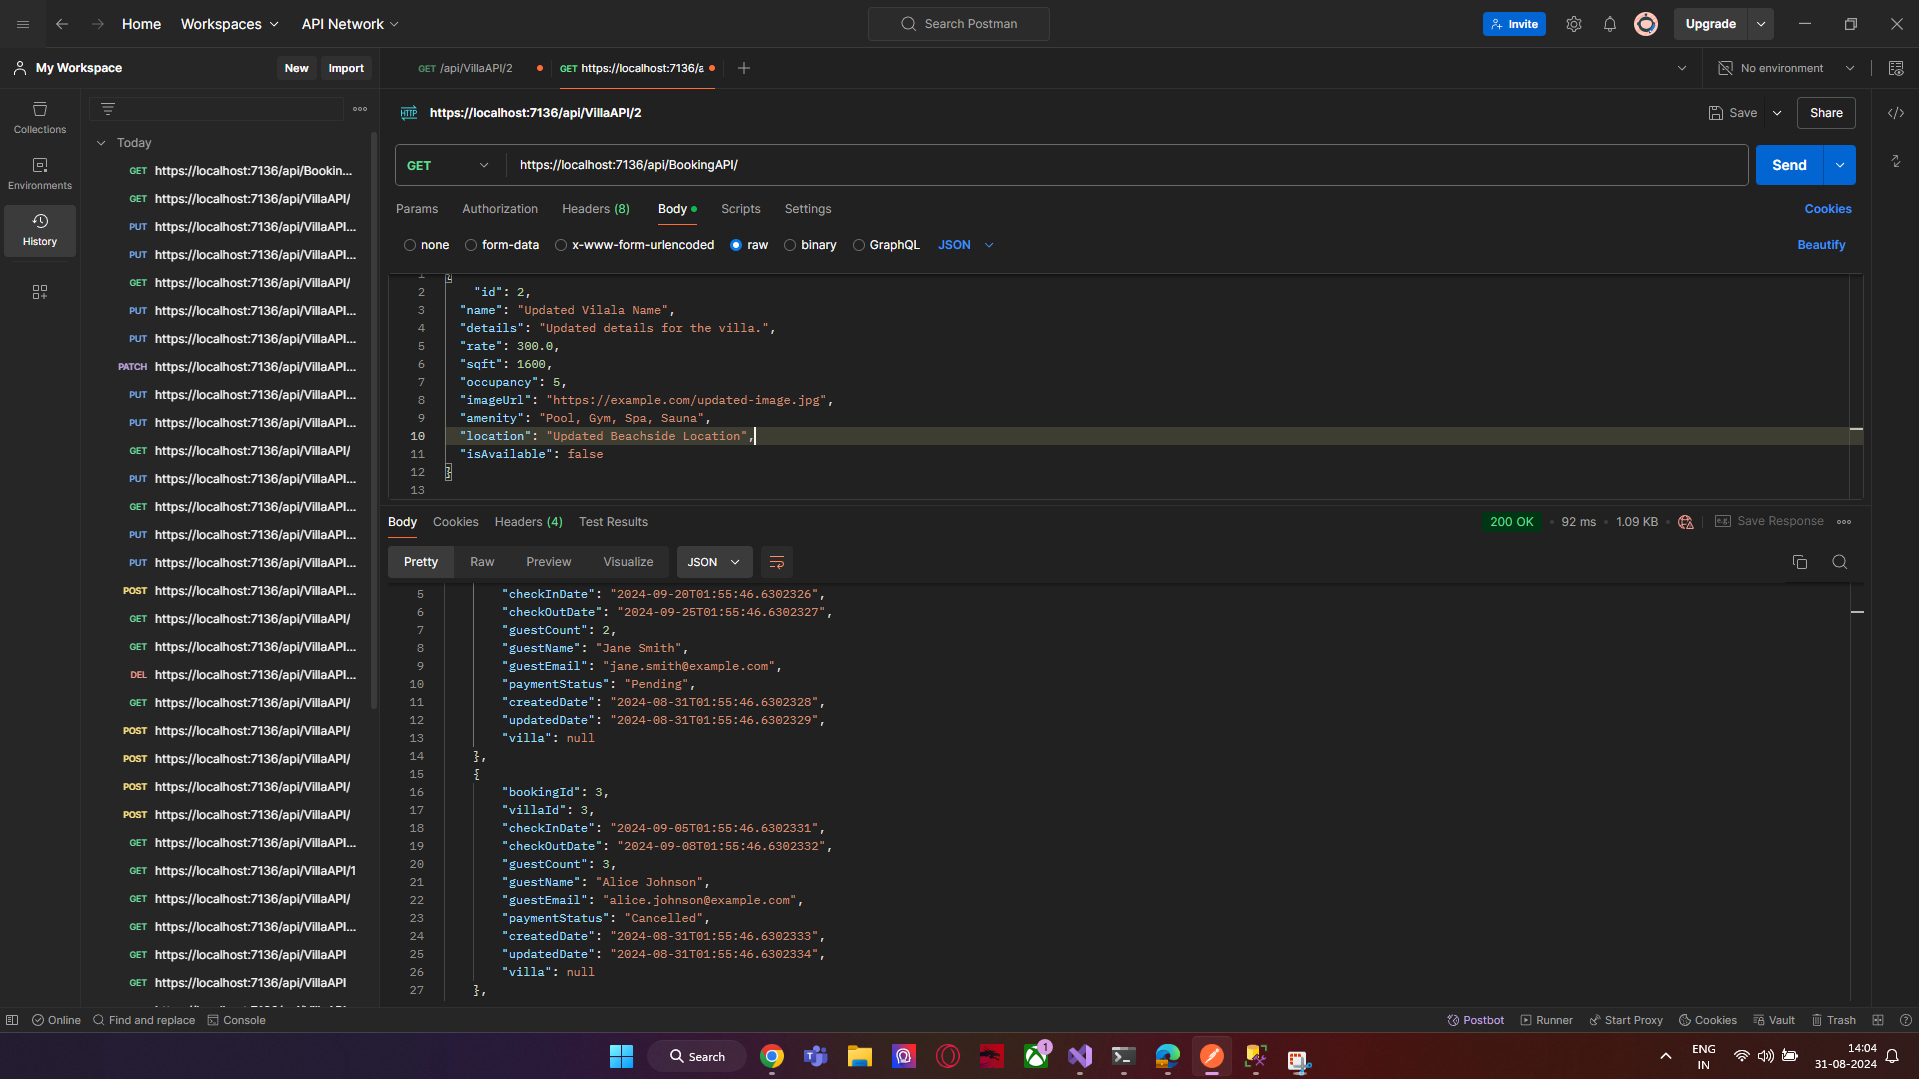 Home
Workspaces
API Network
Search Postman
Invite
Upgrade
My Workspace
New
Import
GET /api/VillaAPI/2
GET https://localhost:7136/a
No environment
Collections
Environments
History
Today
GET https://localhost:7136/api/Bookin...
GET https://localhost:7136/api/VillaAPI/
PUT https://localhost:7136/api/VillaAPI...
PUT https://localhost:7136/api/VillaAPI...
GET https://localhost:7136/api/VillaAPI/
PUT https://localhost:7136/api/VillaAPI...
PUT https://localhost:7136/api/VillaAPI...
PATCH https://localhost:7136/api/VillaAPI...
PUT https://localhost:7136/api/VillaAPI...
PUT https://localhost:7136/api/VillaAPI...
GET https://localhost:7136/api/VillaAPI/
PUT https://localhost:7136/api/VillaAPI...
GET https://localhost:7136/api/VillaAPI...
PUT https://localhost:7136/api/VillaAPI...
PUT https://localhost:7136/api/VillaAPI...
POST https://localhost:7136/api/VillaAPI...
GET https://localhost:7136/api/VillaAPI/
GET https://localhost:7136/api/VillaAPI...
DEL https://localhost:7136/api/VillaAPI...
GET https://localhost:7136/api/VillaAPI/
POST https://localhost:7136/api/VillaAPI/
POST https://localhost:7136/api/VillaAPI/
POST https://localhost:7136/api/VillaAPI/
POST https://localhost:7136/api/VillaAPI/
GET https://localhost:7136/api/VillaAPI...
GET https://localhost:7136/api/VillaAPI/1
GET https://localhost:7136/api/VillaAPI/
GET https://localhost:7136/api/VillaAPI...
GET https://localhost:7136/api/VillaAPI
GET https://localhost:7136/api/VillaAPI
HTTP https://localhost:7136/api/VillaAPI/2
Save
Share
GET
https://localhost:7136/api/BookingAPI/
Send
Params
Authorization
Headers (8)
Body
Scripts
Settings
Cookies
none
form-data
x-www-form-urlencoded
raw
binary
GraphQL
JSON
Beautify
1 {
2 "id": 2,
3 "name": "Updated Vilala Name",
4 "details": "Updated details for the villa.",
5 "rate": 300.0,
6 "sqft": 1600,
7 "occupancy": 5,
8 "imageUrl": "https://example.com/updated-image.jpg",
9 "amenity": "Pool, Gym, Spa, Sauna",
10 "location": "Updated Beachside Location",
11 "isAvailable": false
12 }
13
Body
Cookies
Headers (4)
Test Results
200 OK
92 ms
1.09 KB
Save Response
Pretty
Raw
Preview
Visualize
JSON
5 "checkInDate": "2024-09-20T01:55:46.6302326",
6 "checkOutDate": "2024-09-25T01:55:46.6302327",
7 "guestCount": 2,
8 "guestName": "Jane Smith",
9 "guestEmail": "jane.smith@example.com",
10 "paymentStatus": "Pending",
11 "createdDate": "2024-08-31T01:55:46.6302328",
12 "updatedDate": "2024-08-31T01:55:46.6302329",
13 "villa": null
14 },
15 {
16 "bookingId": 3,
17 "villaId": 3,
18 "checkInDate": "2024-09-05T01:55:46.6302331",
19 "checkOutDate": "2024-09-08T01:55:46.6302332",
20 "guestCount": 3,
21 "guestName": "Alice Johnson",
22 "guestEmail": "alice.johnson@example.com",
23 "paymentStatus": "Cancelled",
24 "createdDate": "2024-08-31T01:55:46.6302333",
25 "updatedDate": "2024-08-31T01:55:46.6302334",
26 "villa": null
27 },
Online
Find and replace
Console
Postbot
Runner
Start Proxy
Cookies
Vault
Trash
Search
1
ENG
IN
14:04
31-08-2024